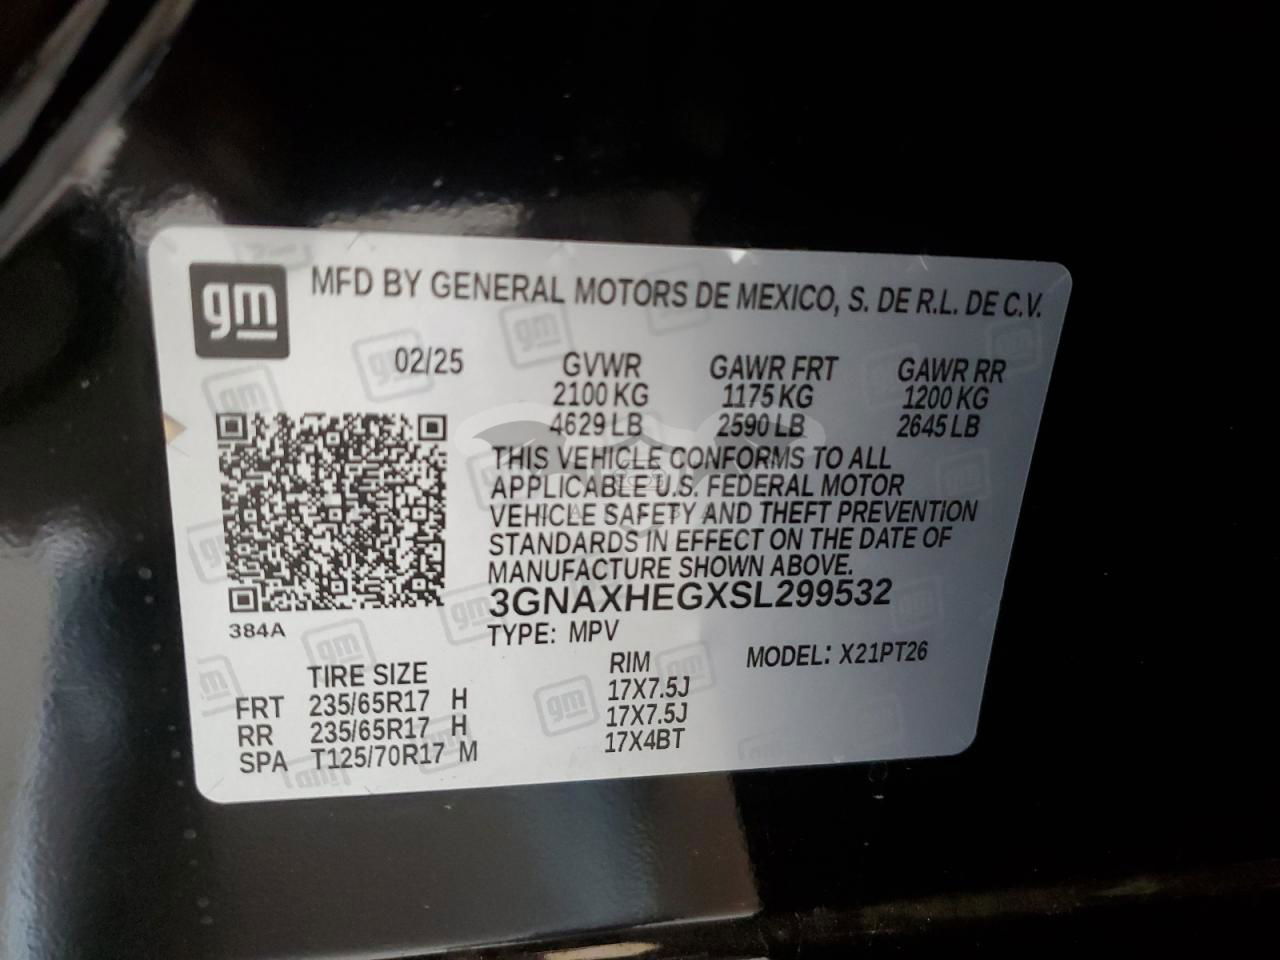 gm MFD BY GENERAL MOTORS DE MEXICO, S. DE R.L. DE C.V.
02/25 GVWR GAWR FRT GAWR RR
2100 KG 1175 KG 1200 KG
4629 LB 2590 LB 2645 LB
THIS VEHICLE CONFORMS TO ALL
APPLICABLE U.S. FEDERAL MOTOR
VEHICLE SAFETY AND THEFT PREVENTION
STANDARDS IN EFFECT ON THE DATE OF
MANUFACTURE SHOWN ABOVE.
3GNAXHEGXSL299532
384A
TYPE: MPV MODEL: X21PT26
TIRE SIZE RIM
FRT 235/65R17 H 17X7.5J
RR 235/65R17 H 17X7.5J
SPA T125/70R17 M 17X4BT